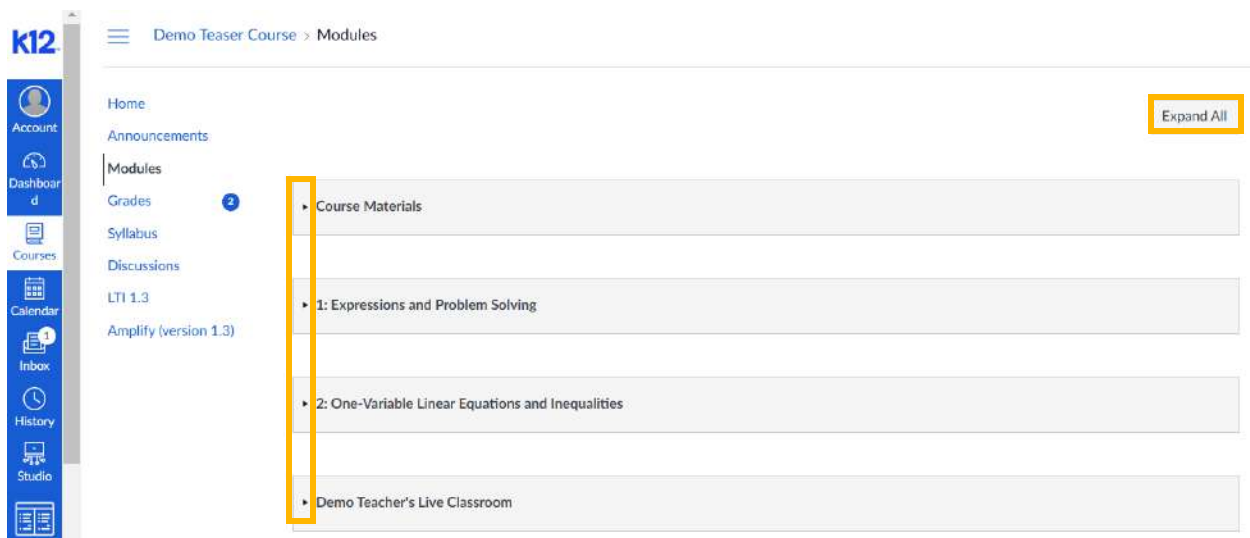 K12
Account
Dashboar
d
Courses
Calendar
1
Inbox
History
Studio
Demo Teaser Course > Modules
Home
Announcements
Modules
Grades 2
Syllabus
Discussions
LTI 1.3
Amplify (version 1.3)
Expand All
Course Materials
1: Expressions and Problem Solving
2: One-Variable Linear Equations and Inequalities
Demo Teacher's Live Classroom